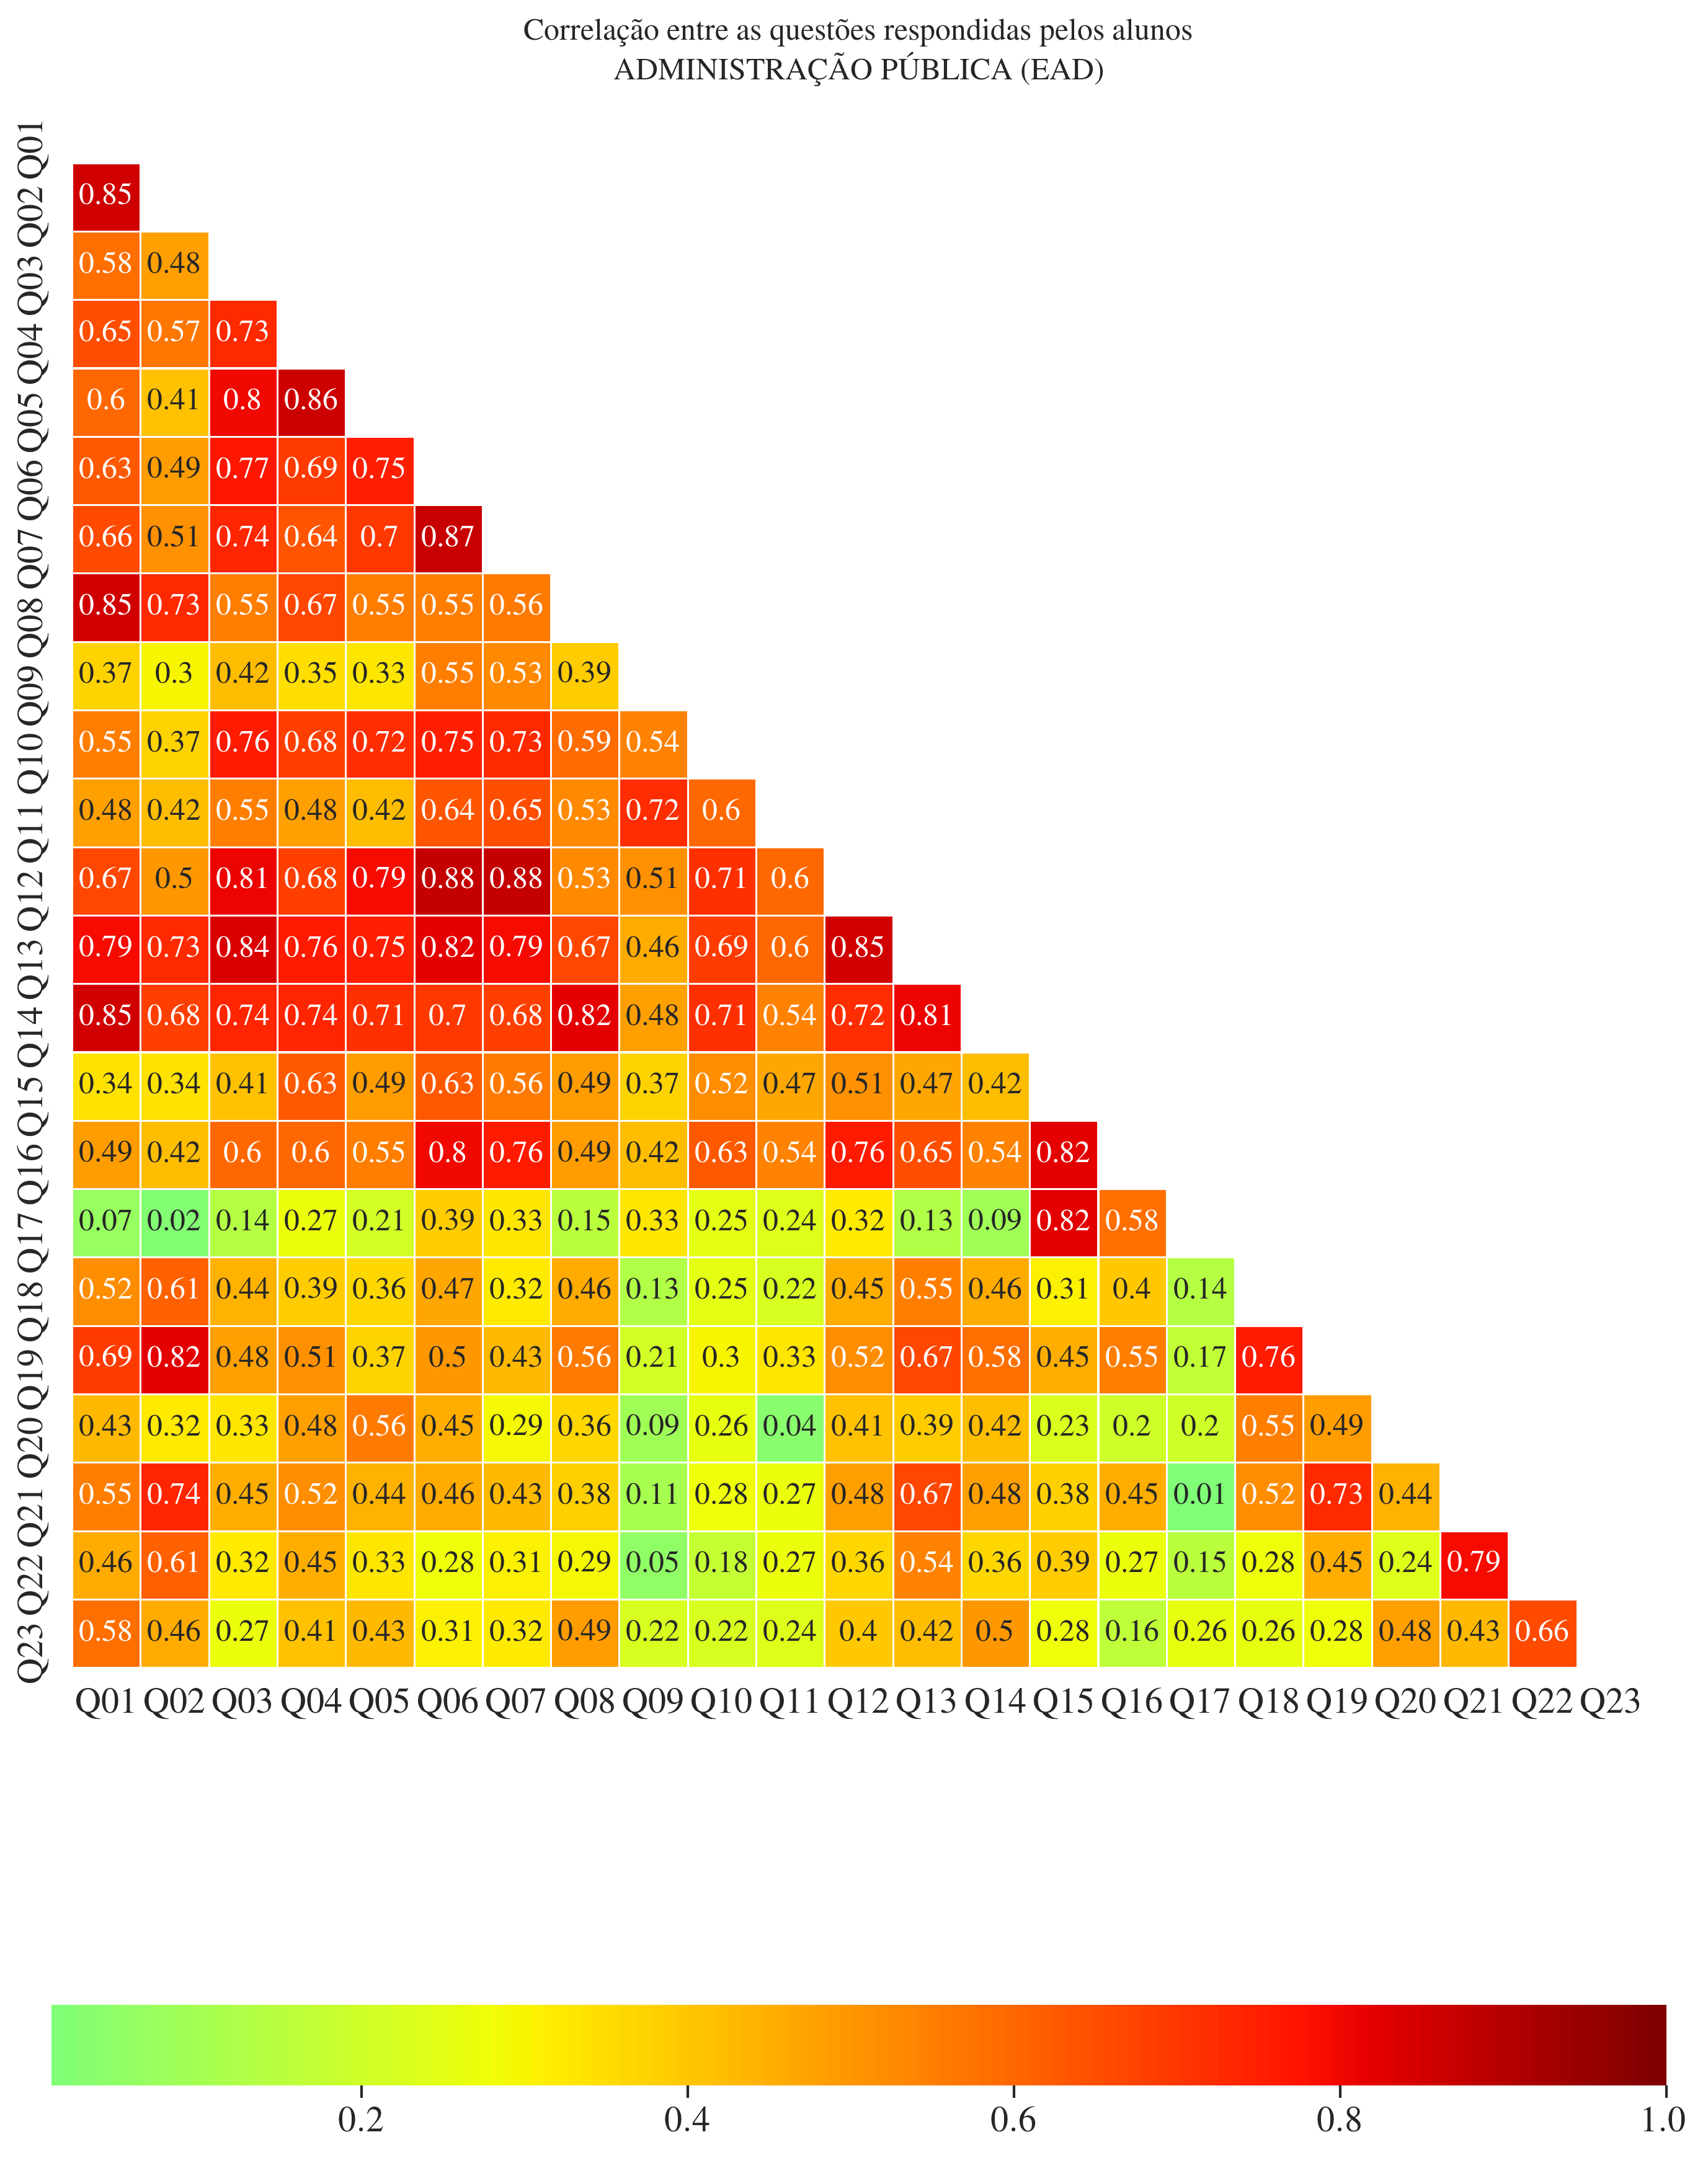 Correlação entre as questões respondidas pelos alunos
ADMINISTRAÇÃO PÚBLICA (EAD)
Q01
Q02 0.85
Q03 0.58 0.48
Q04 0.65 0.57 0.73
Q05 0.6 0.41 0.8 0.86
Q06 0.63 0.49 0.77 0.69 0.75
Q07 0.66 0.51 0.74 0.64 0.7 0.87
Q08 0.85 0.73 0.55 0.67 0.55 0.55 0.56
Q09 0.37 0.3 0.42 0.35 0.33 0.55 0.53 0.39
Q10 0.55 0.37 0.76 0.68 0.72 0.75 0.73 0.59 0.54
Q11 0.48 0.42 0.55 0.48 0.42 0.64 0.65 0.53 0.72 0.6
Q12 0.67 0.5 0.81 0.68 0.79 0.88 0.88 0.53 0.51 0.71 0.6
Q13 0.79 0.73 0.84 0.76 0.75 0.82 0.79 0.67 0.46 0.69 0.6 0.85
Q14 0.85 0.68 0.74 0.74 0.71 0.7 0.68 0.82 0.48 0.71 0.54 0.72 0.81
Q15 0.34 0.34 0.41 0.63 0.49 0.63 0.56 0.49 0.37 0.52 0.47 0.51 0.47 0.42
Q16 0.49 0.42 0.6 0.6 0.55 0.8 0.76 0.49 0.42 0.63 0.54 0.76 0.65 0.54 0.82
Q17 0.07 0.02 0.14 0.27 0.21 0.39 0.33 0.15 0.33 0.25 0.24 0.32 0.13 0.09 0.82 0.58
Q18 0.52 0.61 0.44 0.39 0.36 0.47 0.32 0.46 0.13 0.25 0.22 0.45 0.55 0.46 0.31 0.4 0.14
Q19 0.69 0.82 0.48 0.51 0.37 0.5 0.43 0.56 0.21 0.3 0.33 0.52 0.67 0.58 0.45 0.55 0.17 0.76
Q20 0.43 0.32 0.33 0.48 0.56 0.45 0.29 0.36 0.09 0.26 0.04 0.41 0.39 0.42 0.23 0.2 0.2 0.55 0.49
Q21 0.55 0.74 0.45 0.52 0.44 0.46 0.43 0.38 0.11 0.28 0.27 0.48 0.67 0.48 0.38 0.45 0.01 0.52 0.73 0.44
Q22 0.46 0.61 0.32 0.45 0.33 0.28 0.31 0.29 0.05 0.18 0.27 0.36 0.54 0.36 0.39 0.27 0.15 0.28 0.45 0.24 0.79
Q23 0.58 0.46 0.27 0.41 0.43 0.31 0.32 0.49 0.22 0.22 0.24 0.4 0.42 0.5 0.28 0.16 0.26 0.26 0.28 0.48 0.43 0.66
Q01 Q02 Q03 Q04 Q05 Q06 Q07 Q08 Q09 Q10 Q11 Q12 Q13 Q14 Q15 Q16 Q17 Q18 Q19 Q20 Q21 Q22 Q23
0.2 0.4 0.6 0.8 1.0